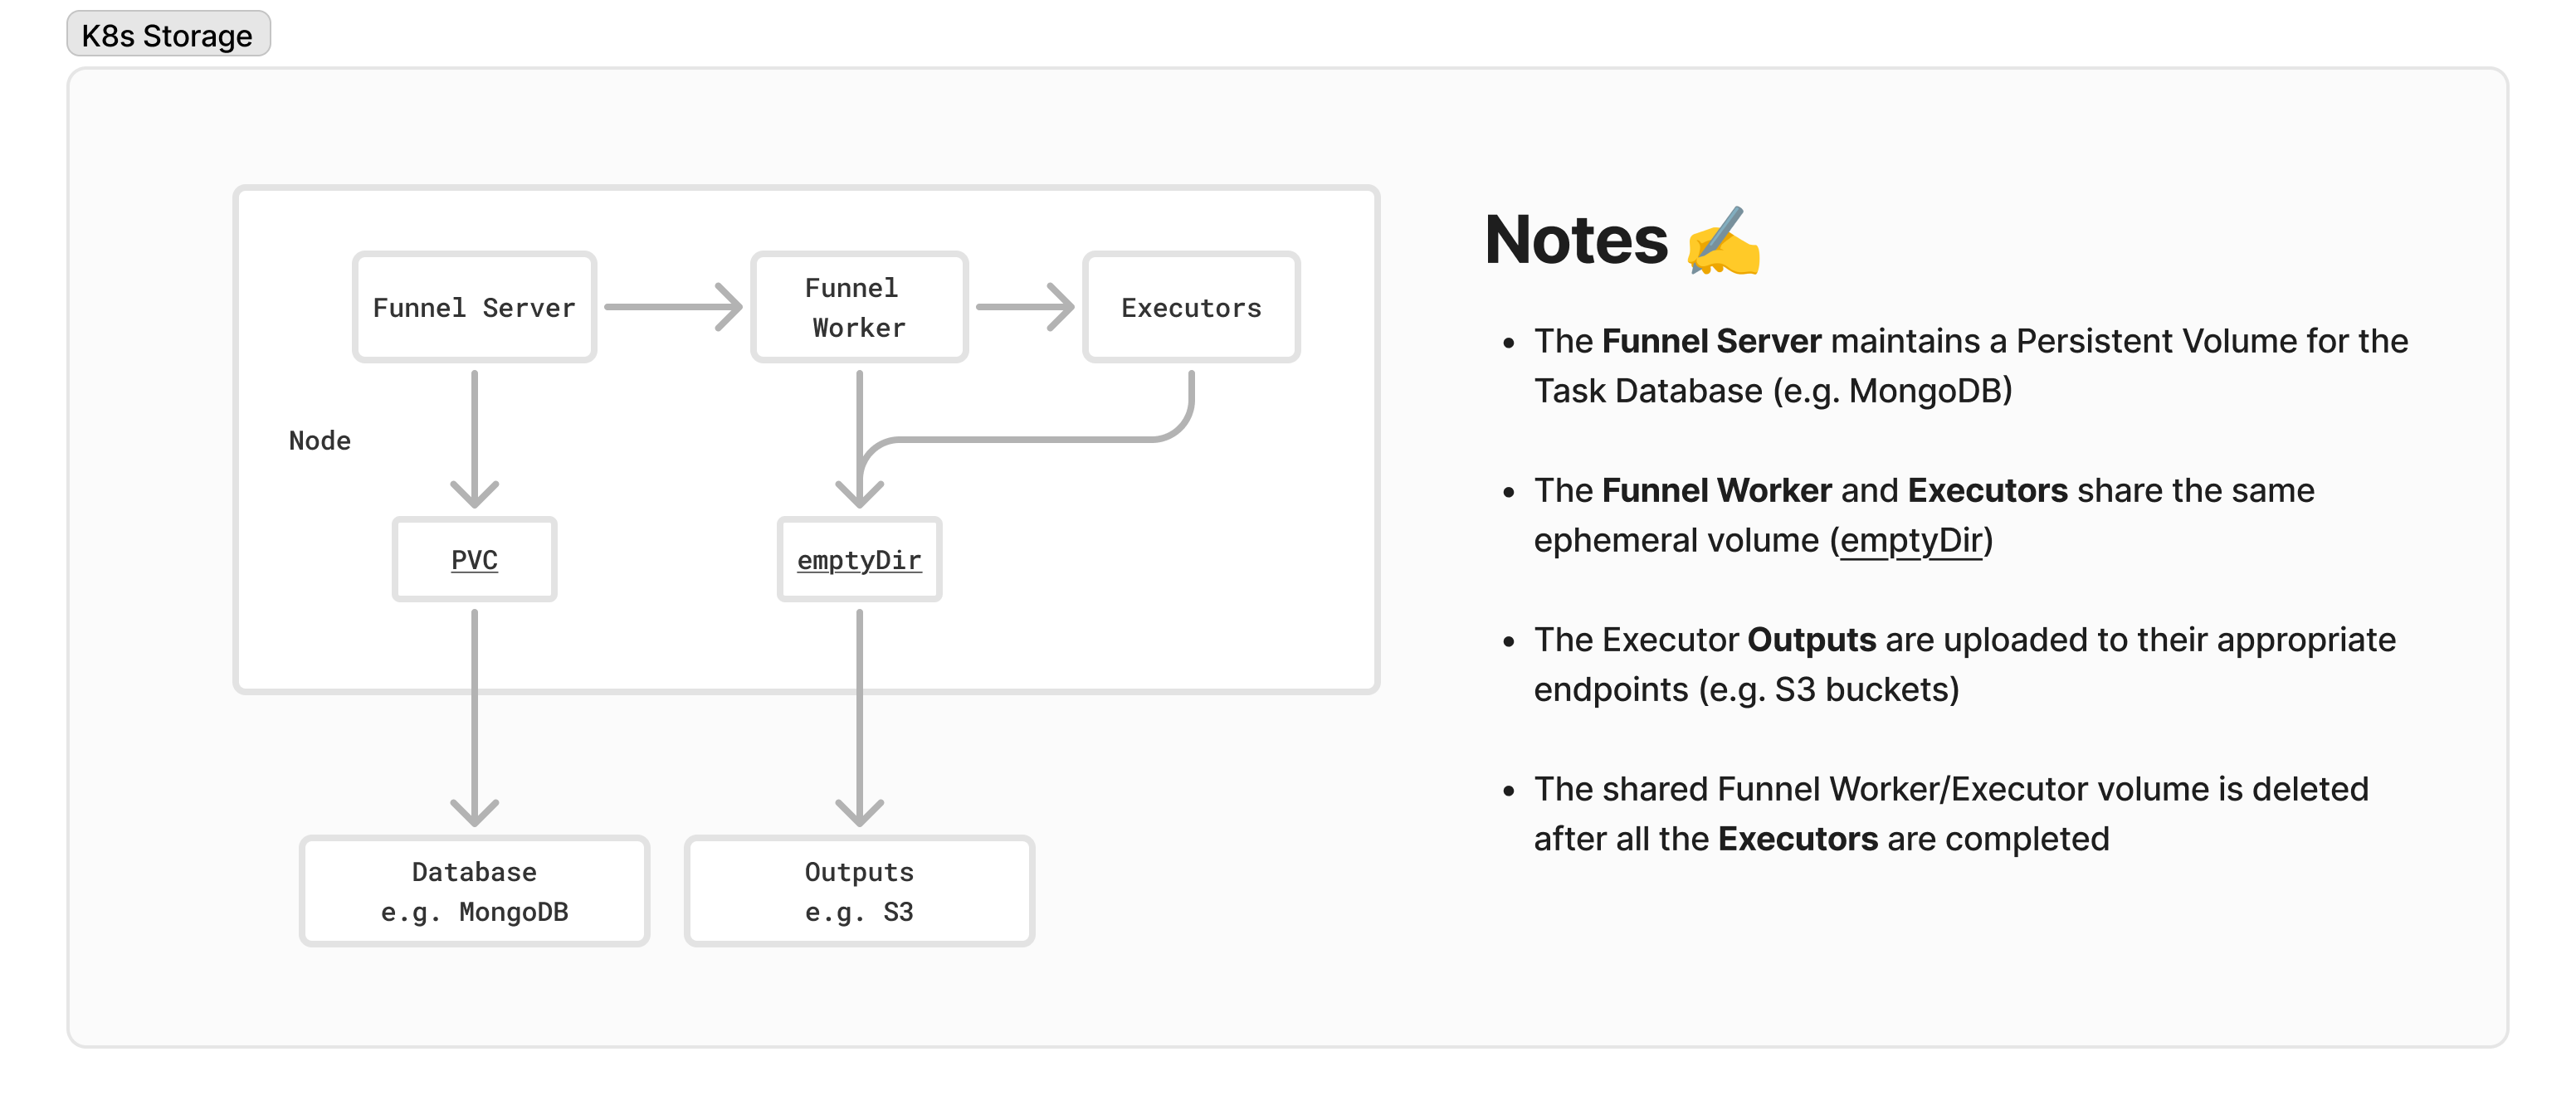 K8s Storage
Funnel Server
Funnel
Worker
Executors
Node
PVC
emptyDir
Database
e.g. MongoDB
Outputs
e.g. S3
Notes ✍️
• The Funnel Server maintains a Persistent Volume for the
Task Database (e.g. MongoDB)
• The Funnel Worker and Executors share the same
ephemeral volume (emptyDir)
• The Executor Outputs are uploaded to their appropriate
endpoints (e.g. S3 buckets)
• The shared Funnel Worker/Executor volume is deleted
after all the Executors are completed